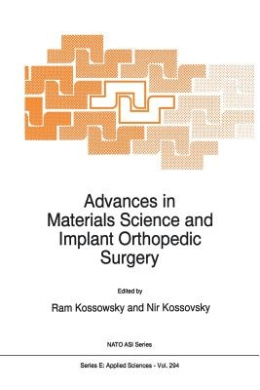 Advances in
Materials Science and
Implant Orthopedic
Surgery
Edited by
Ram Kossowsky and Nir Kossovsky
NATO ASI Series
Series E: Applied Sciences - Vol. 294